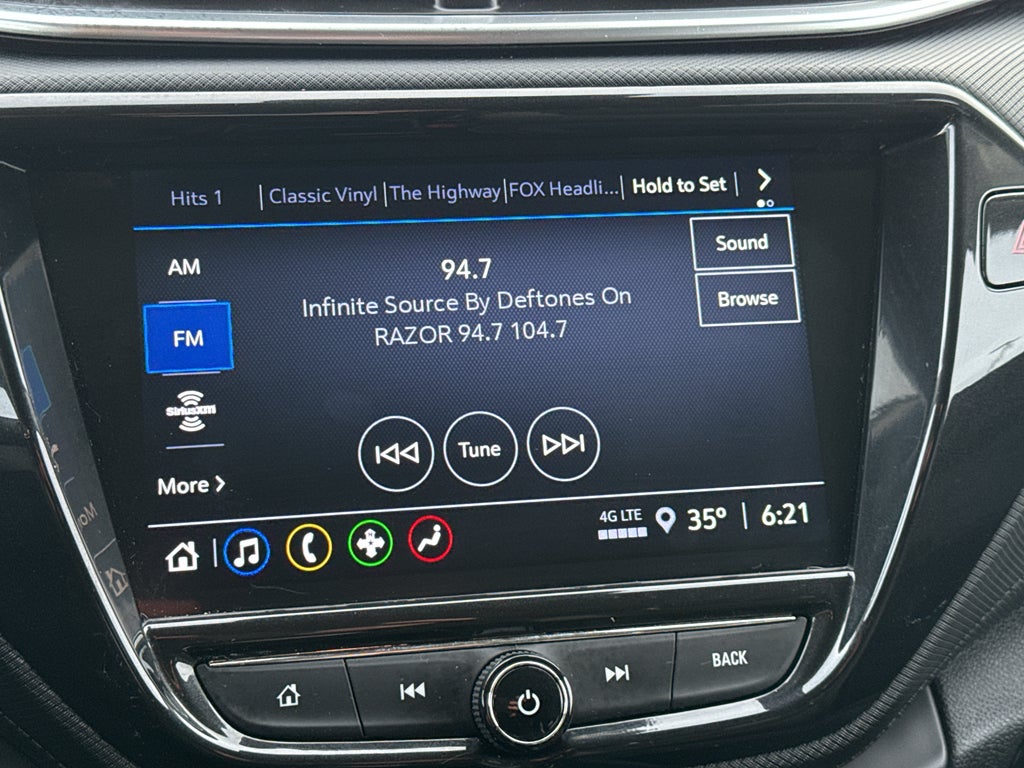 Hits 1 Classic Vinyl The Highway FOX Headli... Hold to Set
AM
94.7
Sound
Infinite Source By Deftones On
RAZOR 94.7 104.7
Browse
FM
SiriusXM
Tune
More
4G LTE
35° 6:21
BACK